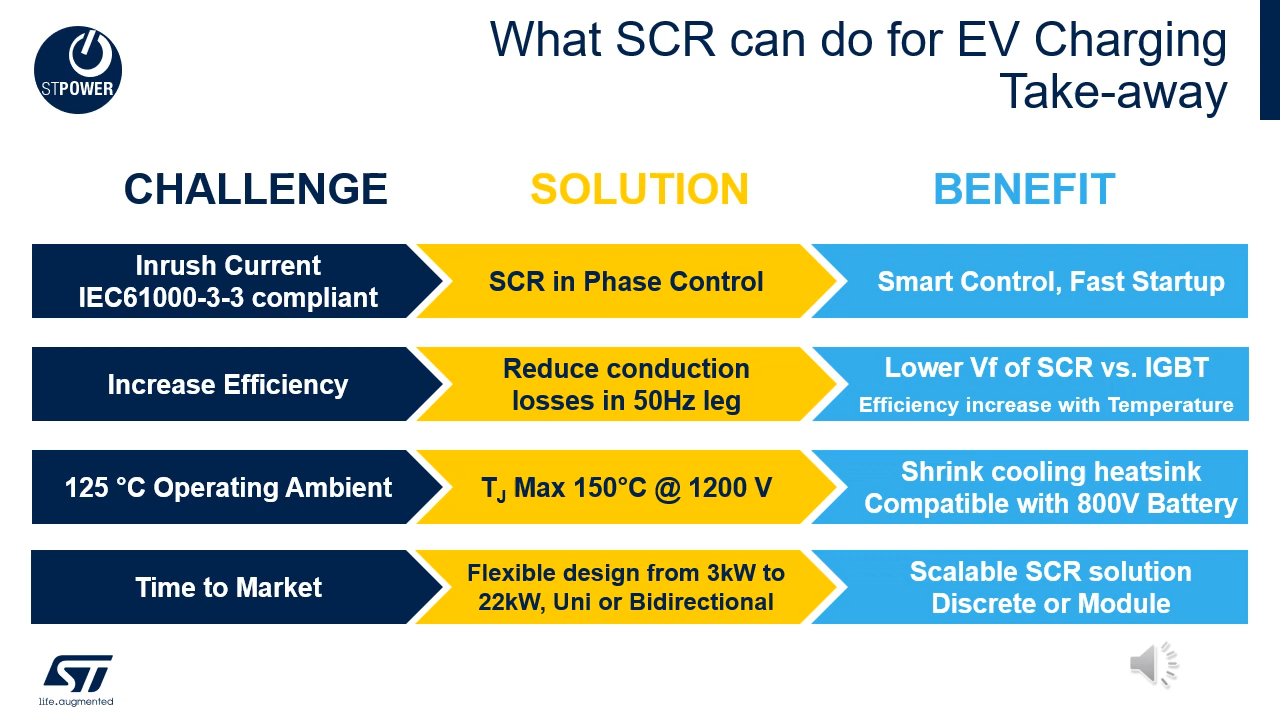 STPOWER
What SCR can do for EV Charging
Take-away
CHALLENGE
SOLUTION
BENEFIT
Inrush Current
IEC61000-3-3 compliant
SCR in Phase Control
Smart Control, Fast Startup
Increase Efficiency
Reduce conduction
losses in 50Hz leg
Lower Vf of SCR vs. IGBT
Efficiency increase with Temperature
125 °C Operating Ambient
TJ Max 150°C @ 1200 V
Shrink cooling heatsink
Compatible with 800V Battery
Time to Market
Flexible design from 3kW to
22kW, Uni or Bidirectional
Scalable SCR solution
Discrete or Module
ST
life.augmented